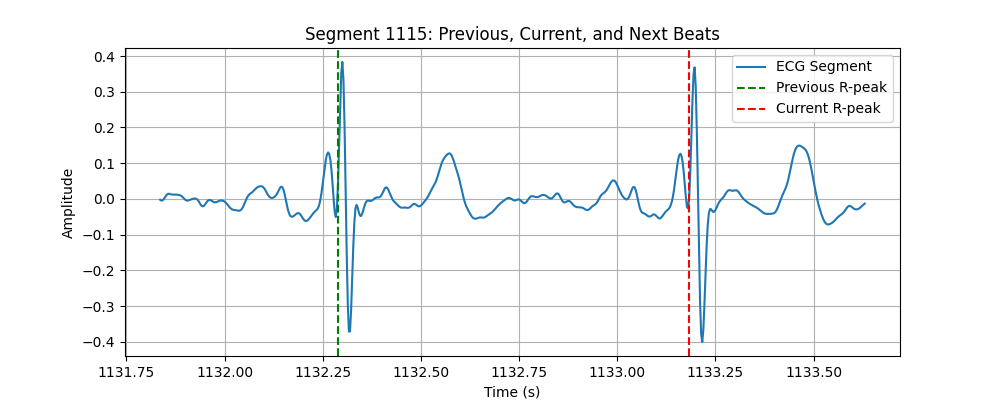 Segment 1115: Previous, Current, and Next Beats
ECG Segment
Previous R-peak
Current R-peak
0.4
0.3
0.2
0.1
0.0
−0.1
−0.2
−0.3
−0.4
Amplitude
1131.75 1132.00 1132.25 1132.50 1132.75 1133.00 1133.25 1133.50
Time (s)